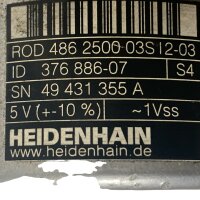 ROD 486 2500-03S12-03
ID 376 886-07 S4
SN 49 431 355 A
5 V (+-10 %) ~1Vss
HEIDENHAIN
www.heidenhain.de